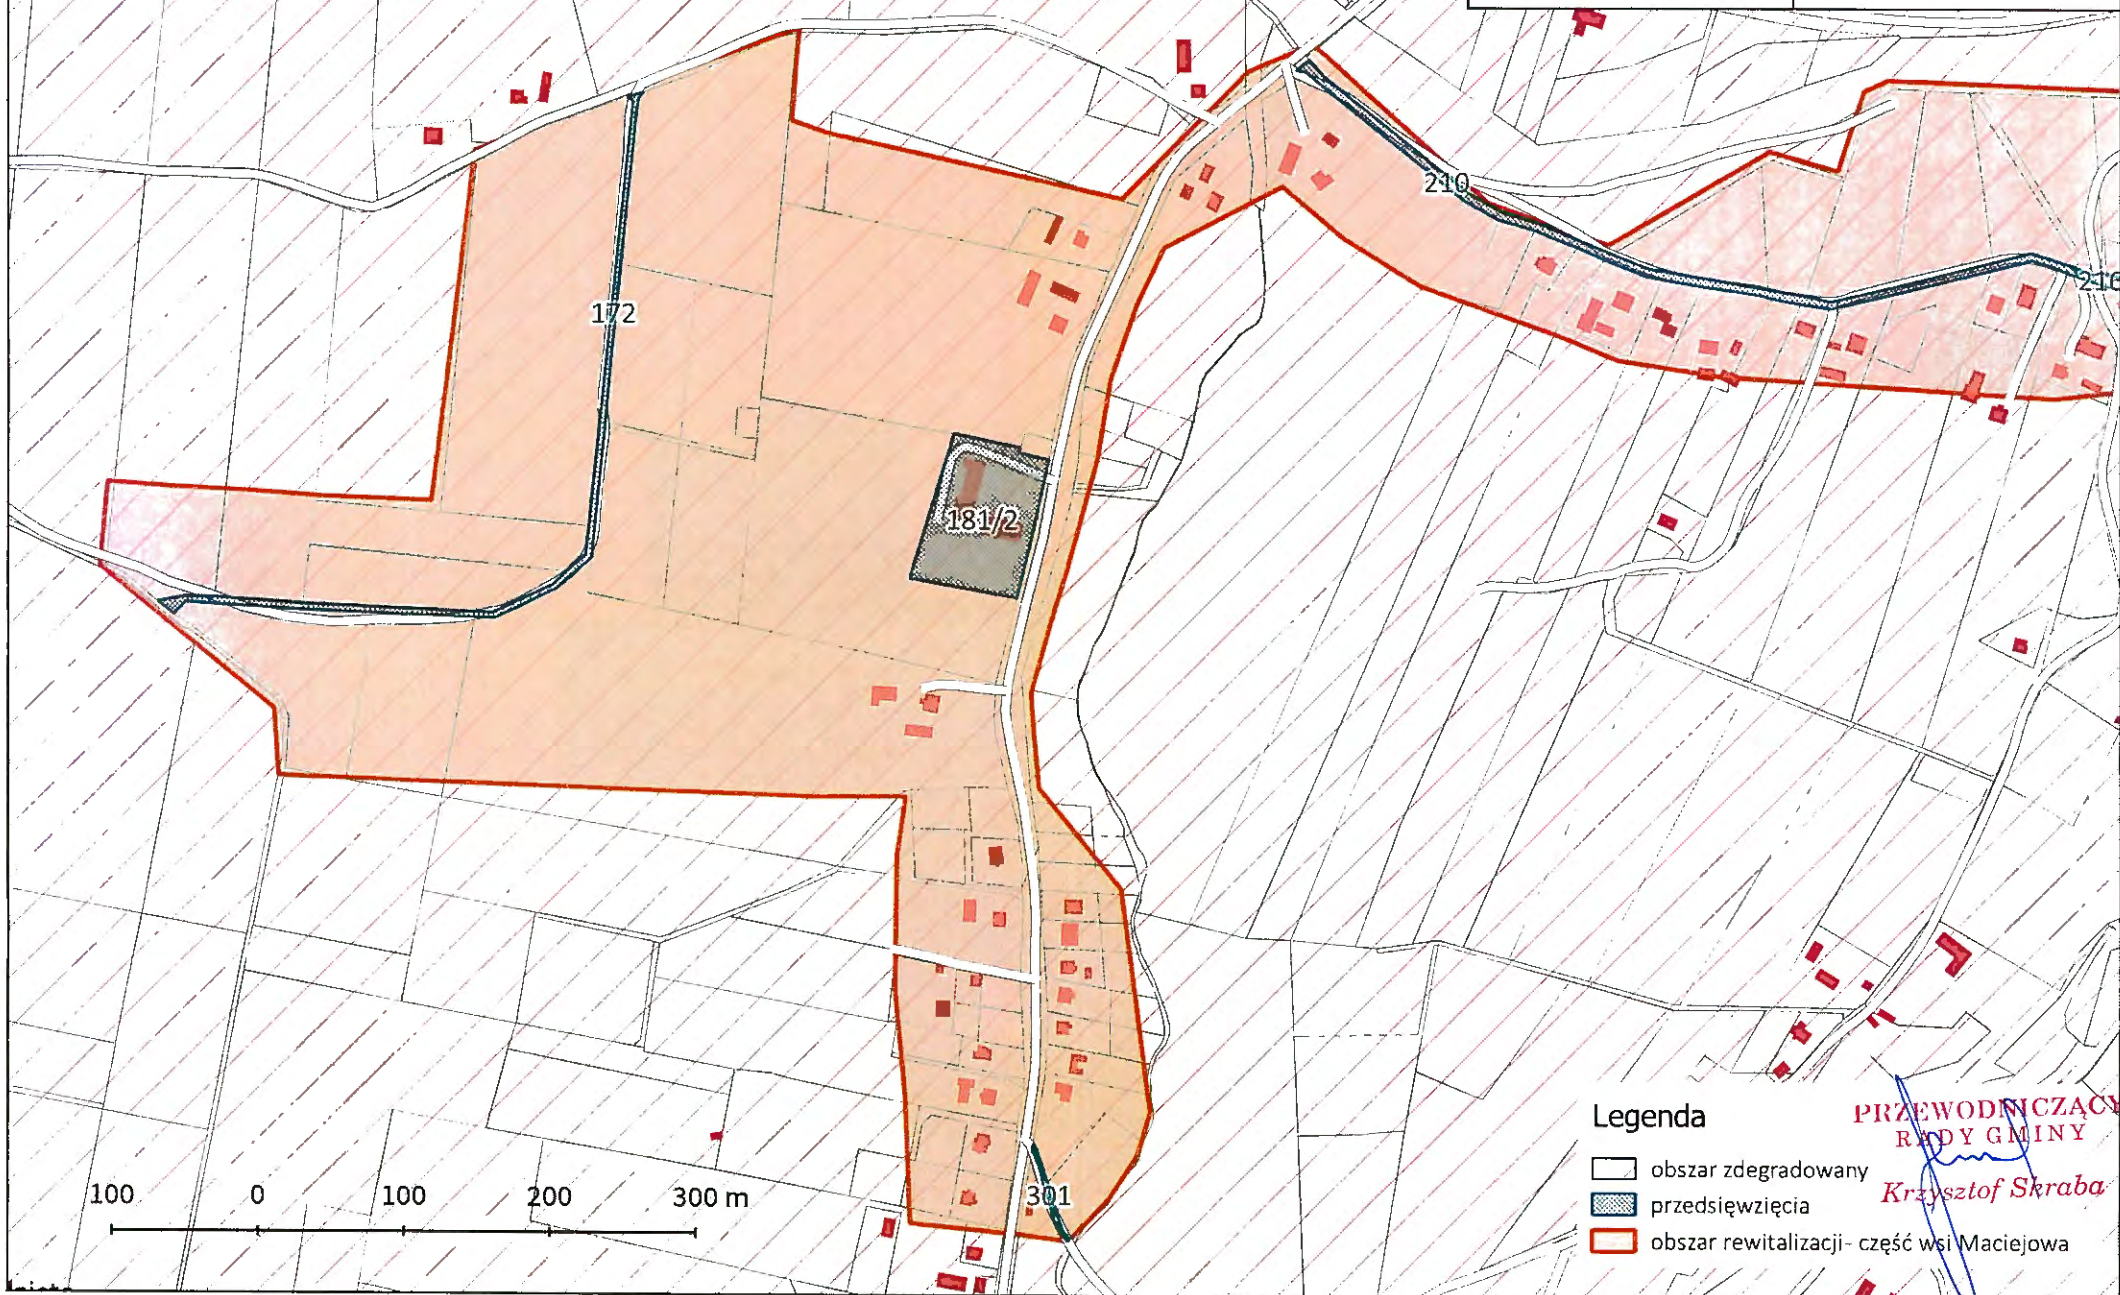 210
210
172
181/2
301
100 0 100 200 300 m
Legenda
obszar zdegradowany
przedsięwzięcia
obszar rewitalizacji- część wsi Maciejowa
PRZEWODNICZĄCY
RADY GMINY
Krzysztof Skraba